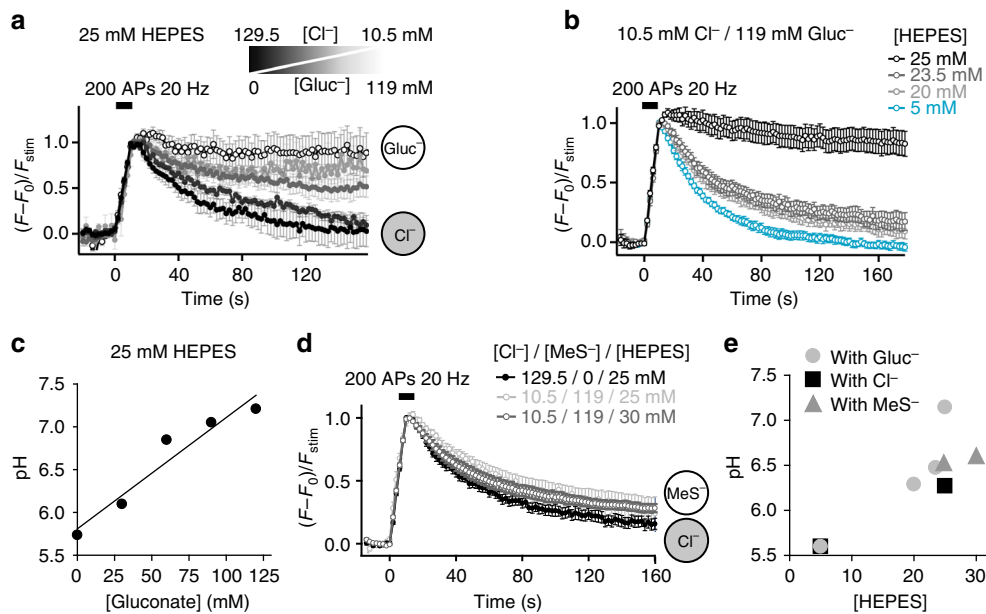 a
25 mM HEPES
129.5 [Cl⁻] 10.5 mM
0 [Gluc⁻] 119 mM
200 APs 20 Hz
(F–F₀)/F_stim
1.0
0.5
0.0
0 40 80 120
Time (s)
Gluc⁻
Cl⁻
b
10.5 mM Cl⁻ / 119 mM Gluc⁻
[HEPES]
25 mM
23.5 mM
20 mM
5 mM
200 APs 20 Hz
(F–F₀)/F_stim
1.0
0.5
0.0
0 40 80 120 160
Time (s)
c
25 mM HEPES
pH
7.5
7.0
6.5
6.0
5.5
0 25 50 75 100 125
[Gluconate] (mM)
d
[Cl⁻] / [MeS⁻] / [HEPES]
129.5 / 0 / 25 mM
10.5 / 119 / 25 mM
10.5 / 119 / 30 mM
200 APs 20 Hz
(F–F₀)/F_stim
1.0
0.5
0.0
0 40 80 120 160
Time (s)
MeS⁻
Cl⁻
e
With Gluc⁻
With Cl⁻
With MeS⁻
pH
7.5
7.0
6.5
6.0
5.5
0 10 20 30
[HEPES]